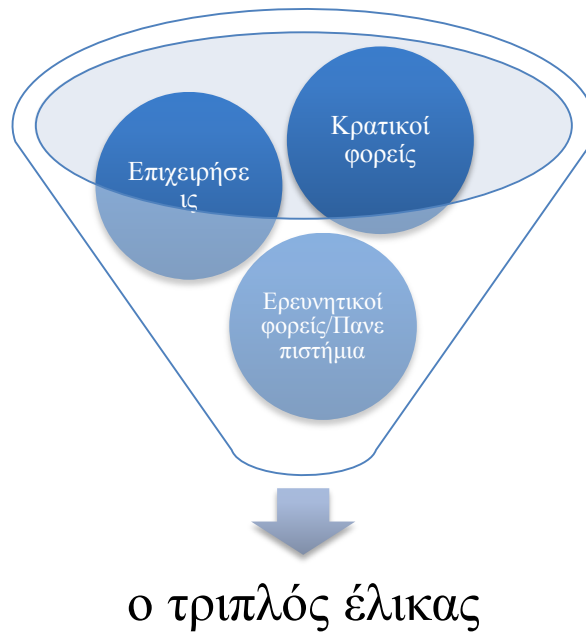 Κρατικοί
φορείς
Επιχειρήσε
ις
Ερευνητικοί
φορείς/Πανε
πιστήμια
ο τριπλός έλικας